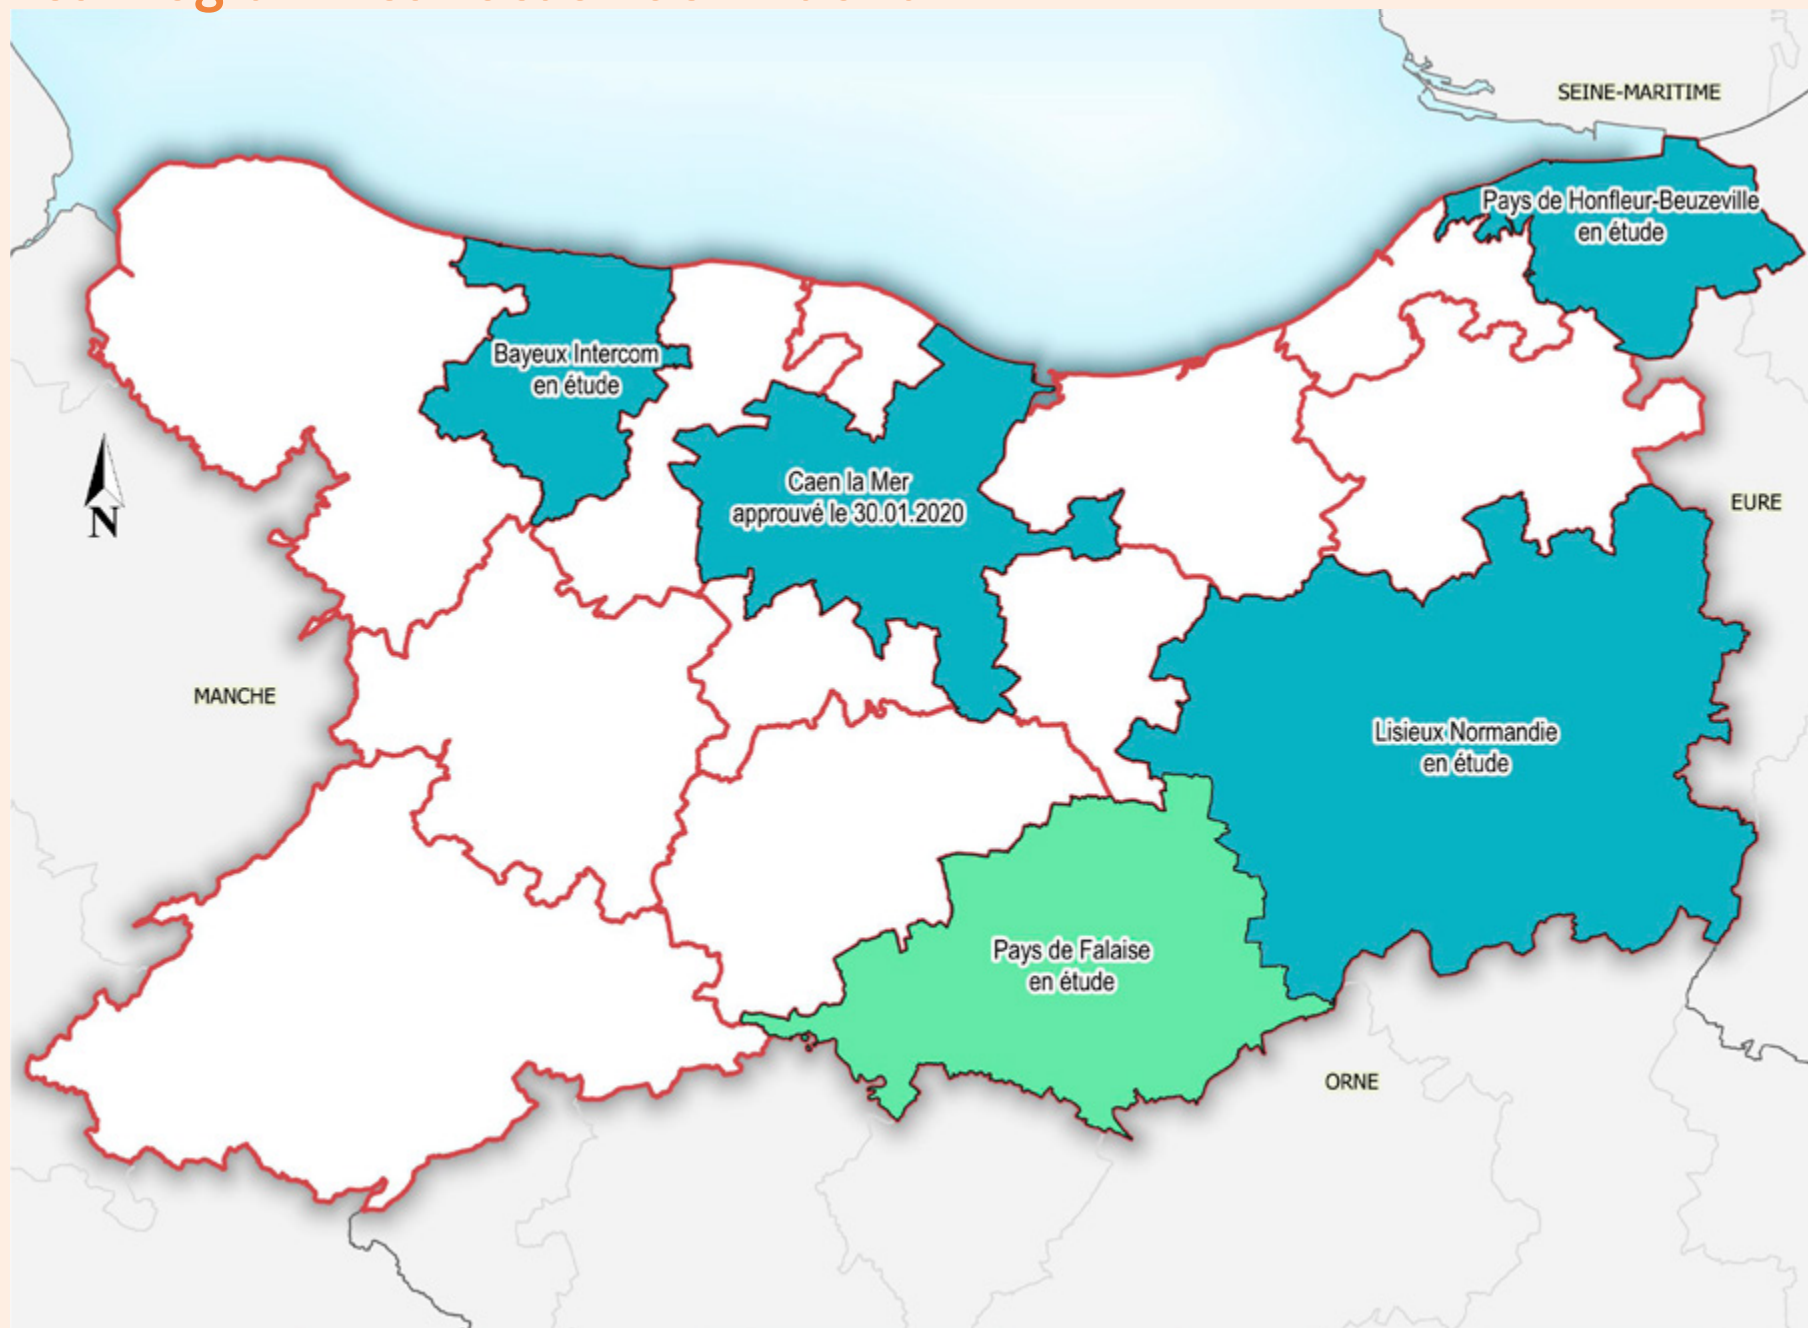 SEINE-MARITIME
Pays de Honfleur-Beuzeville
en étude
Bayeux Intercom
en étude
Caen la Mer
approuvé le 30.01.2020
EURE
N
MANCHE
Lisieux Normandie
en étude
Pays de Falaise
en étude
ORNE